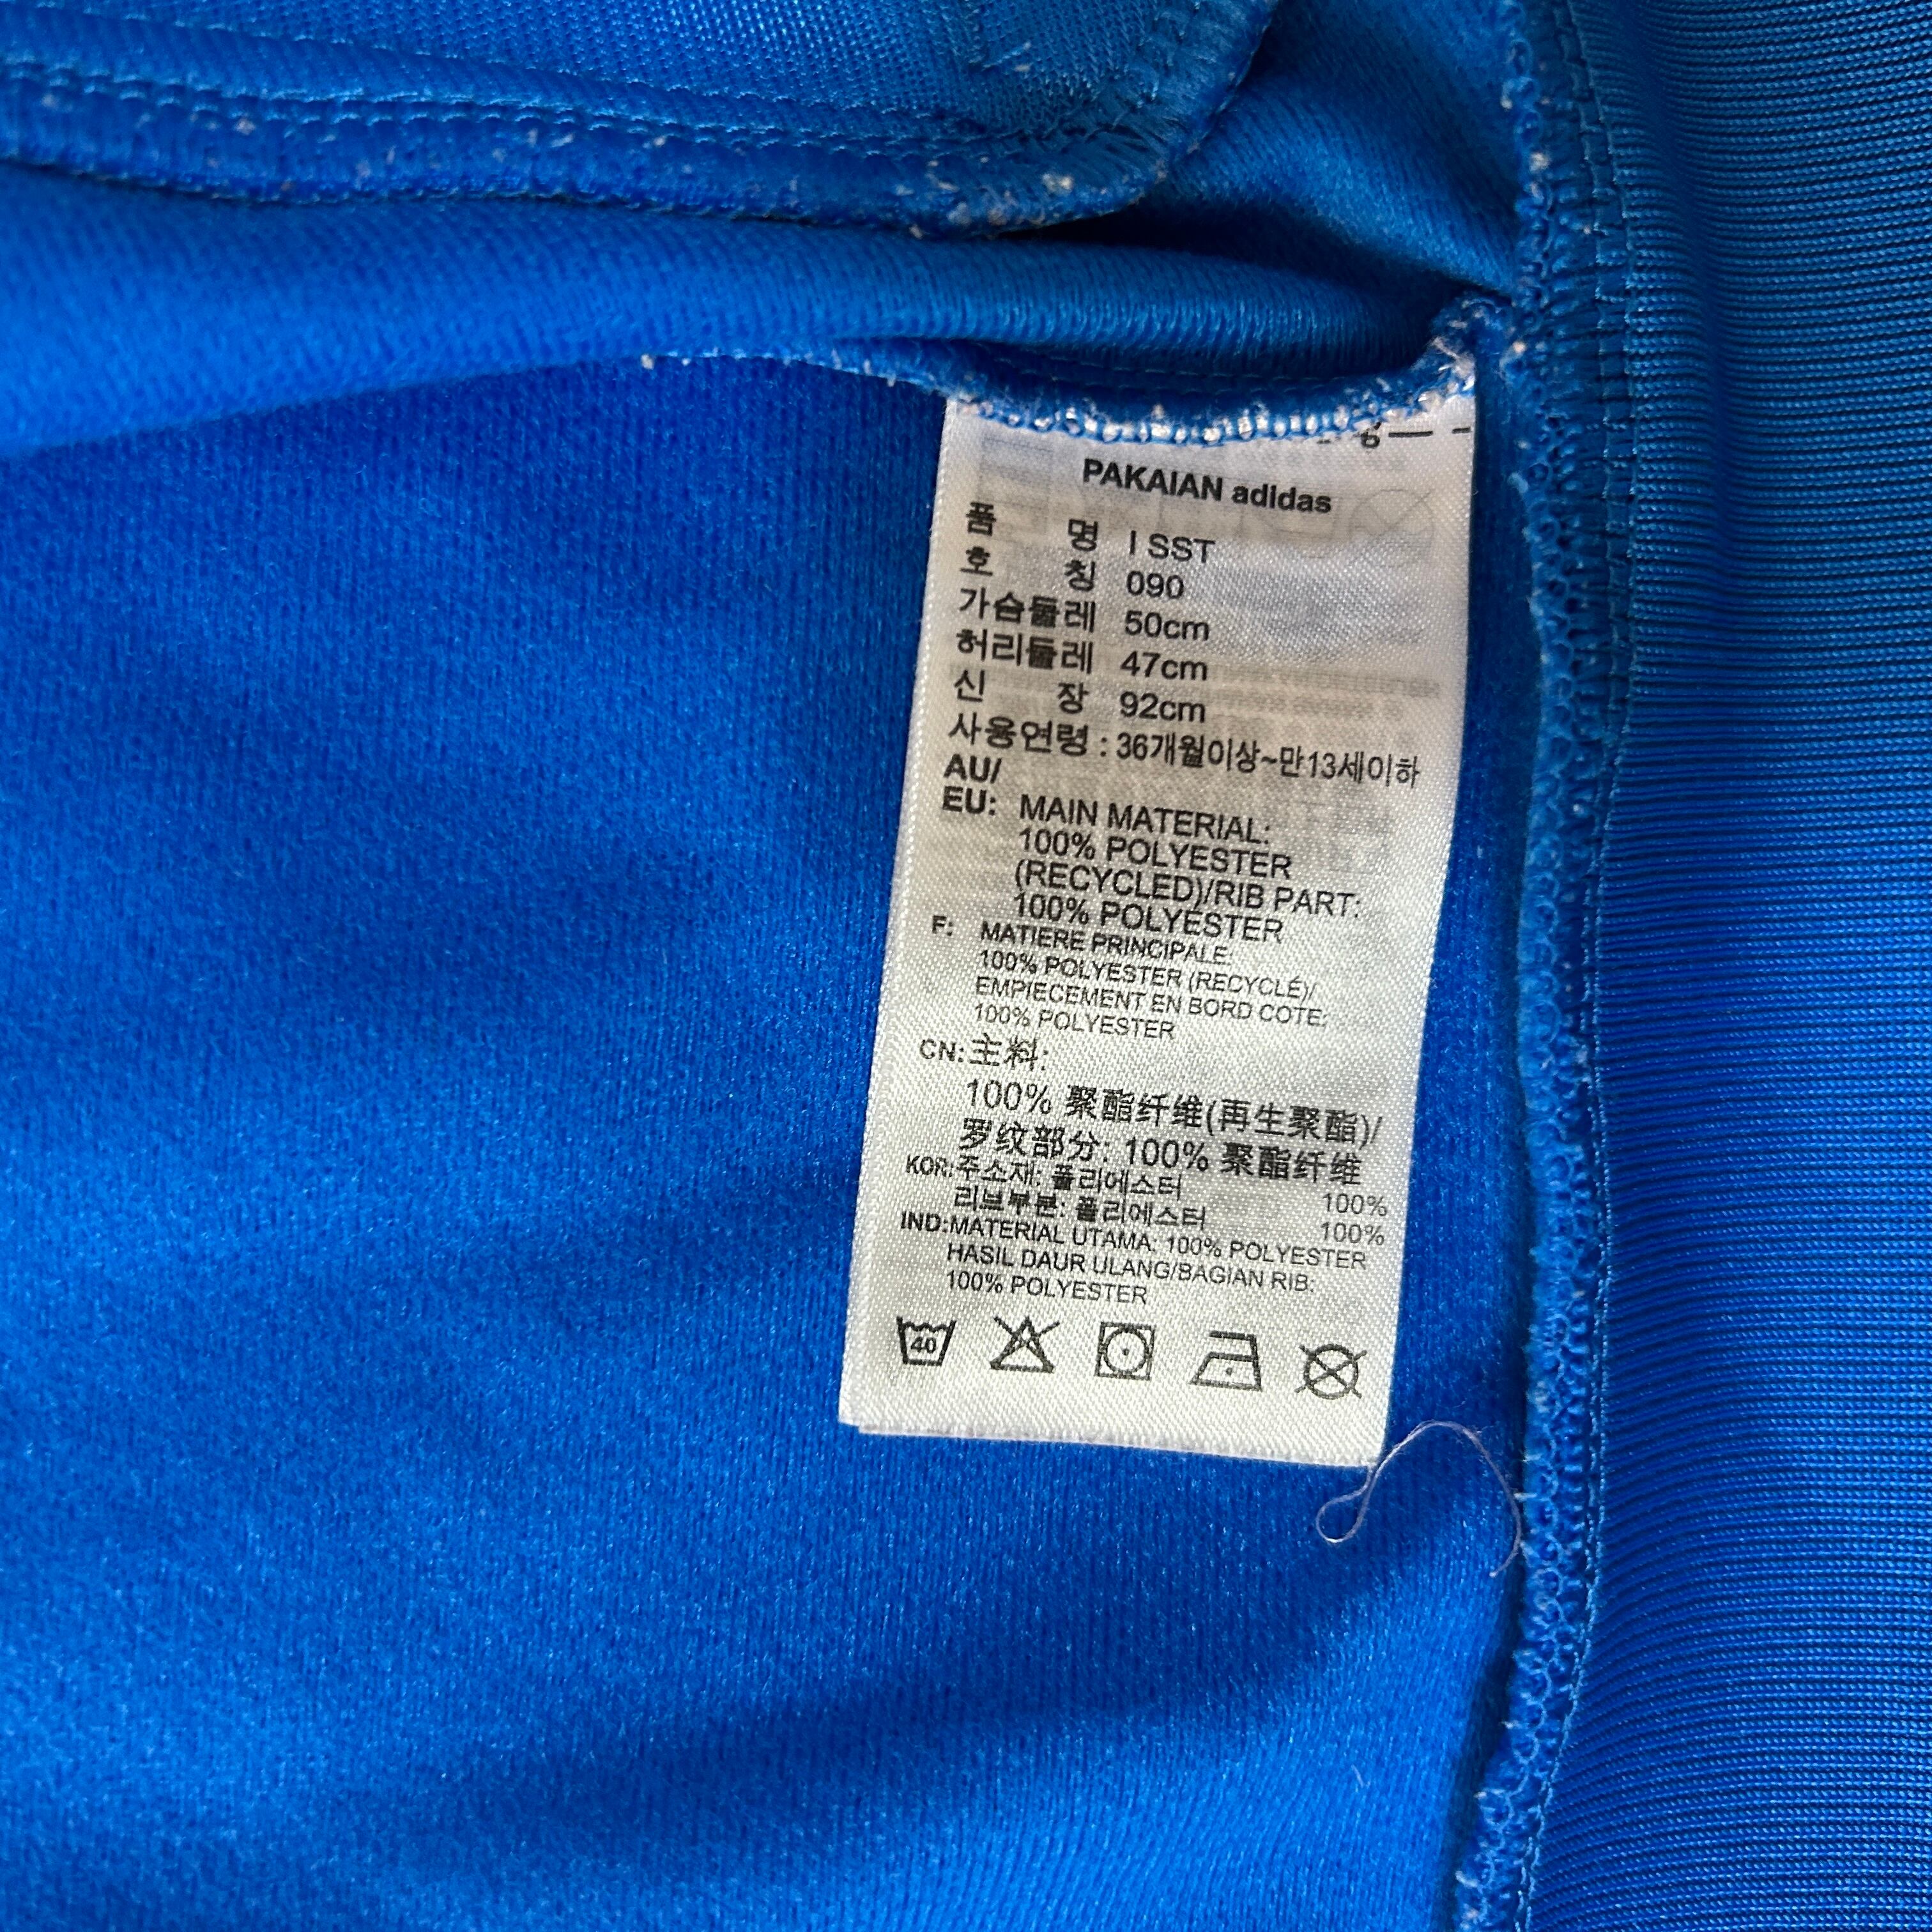 PAKAIAN adidas
품 명 I SST
호 칭 090
가슴둘레 50cm
허리둘레 47cm
신 장 92cm
사용연령 : 36개월이상~만13세이하
AU/
EU: MAIN MATERIAL:
100% POLYESTER
(RECYCLED)/RIB PART:
100% POLYESTER
F: MATIERE PRINCIPALE:
100% POLYESTER (RECYCLÉ)/
EMPIECEMENT EN BORD COTE:
100% POLYESTER
CN:主料:
100% 聚酯纤维(再生聚酯)/
罗纹部分: 100% 聚酯纤维
KOR:주소재: 폴리에스터 100%
리브부분: 폴리에스터 100%
IND:MATERIAL UTAMA: 100% POLYESTER
HASIL DAUR ULANG/BAGIAN RIB:
100% POLYESTER
40